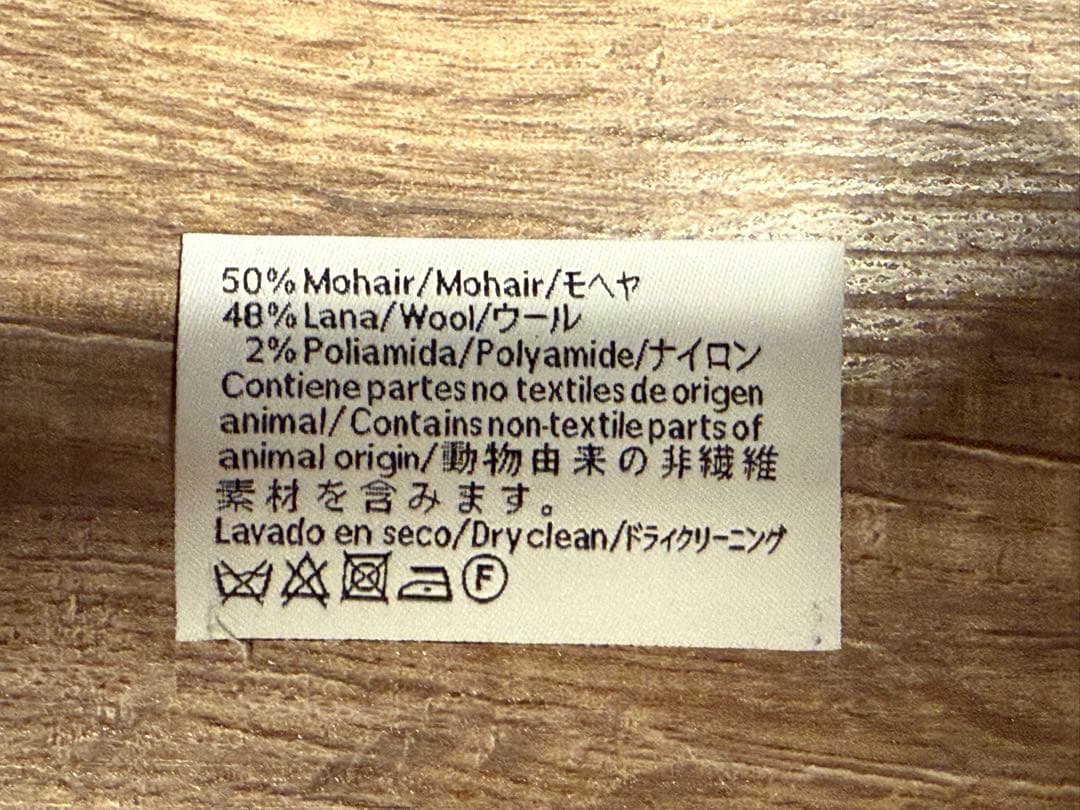 50% Mohair/Mohair/モヘヤ
48% Lana/Wool/ウール
2% Poliamida/Polyamide/ナイロン
Contiene partes no textiles de origen
animal/Contains non-textile parts of
animal origin/動物由来の非繊維
素材を含みます。
Lavado en seco/Dry clean/ドライクリーニング
F